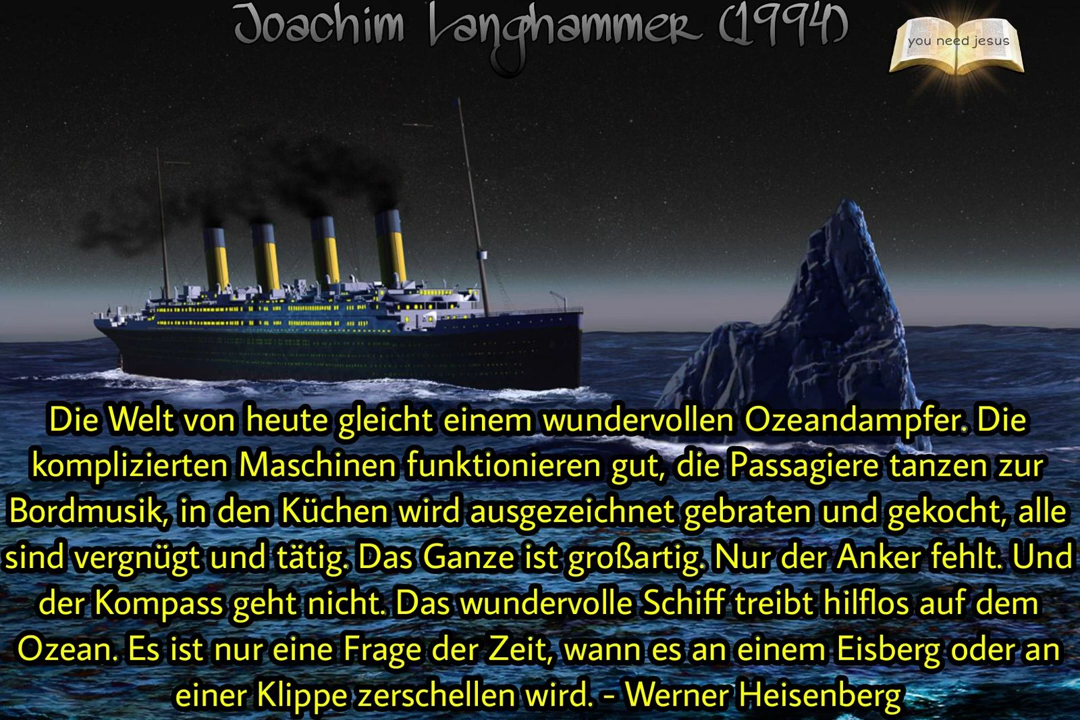 Joachim Langhammer (1994)
you need jesus
Die Welt von heute gleicht einem wundervollen Ozeandampfer. Die
komplizierten Maschinen funktionieren gut, die Passagiere tanzen zur
Bordmusik, in den Küchen wird ausgezeichnet gebraten und gekocht, alle
sind vergnügt und tätig. Das Ganze ist großartig. Nur der Anker fehlt. Und
der Kompass geht nicht. Das wundervolle Schiff treibt hilflos auf dem
Ozean. Es ist nur eine Frage der Zeit, wann es an einem Eisberg oder an
einer Klippe zerschellen wird. - Werner Heisenberg